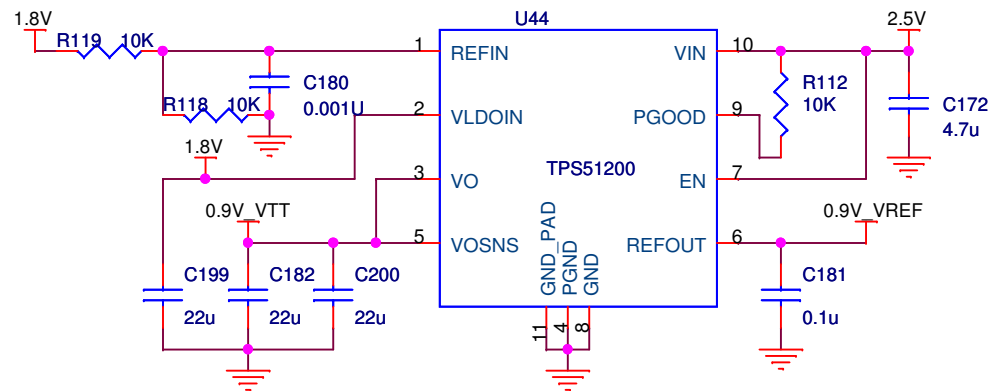 1.8V
U44
2.5V
R119 10K
1
REFIN
VIN
10
C180
0.001U
R112
10K
R118 10K
2
VLDOIN
PGOOD
9
C172
4.7u
1.8V
TPS51200
3
VO
EN
7
0.9V_VTT
0.9V_VREF
5
VOSNS
REFOUT
6
GND_PAD
PGND
GND
C199
22u
C182
22u
C200
22u
C181
0.1u
11
4
8